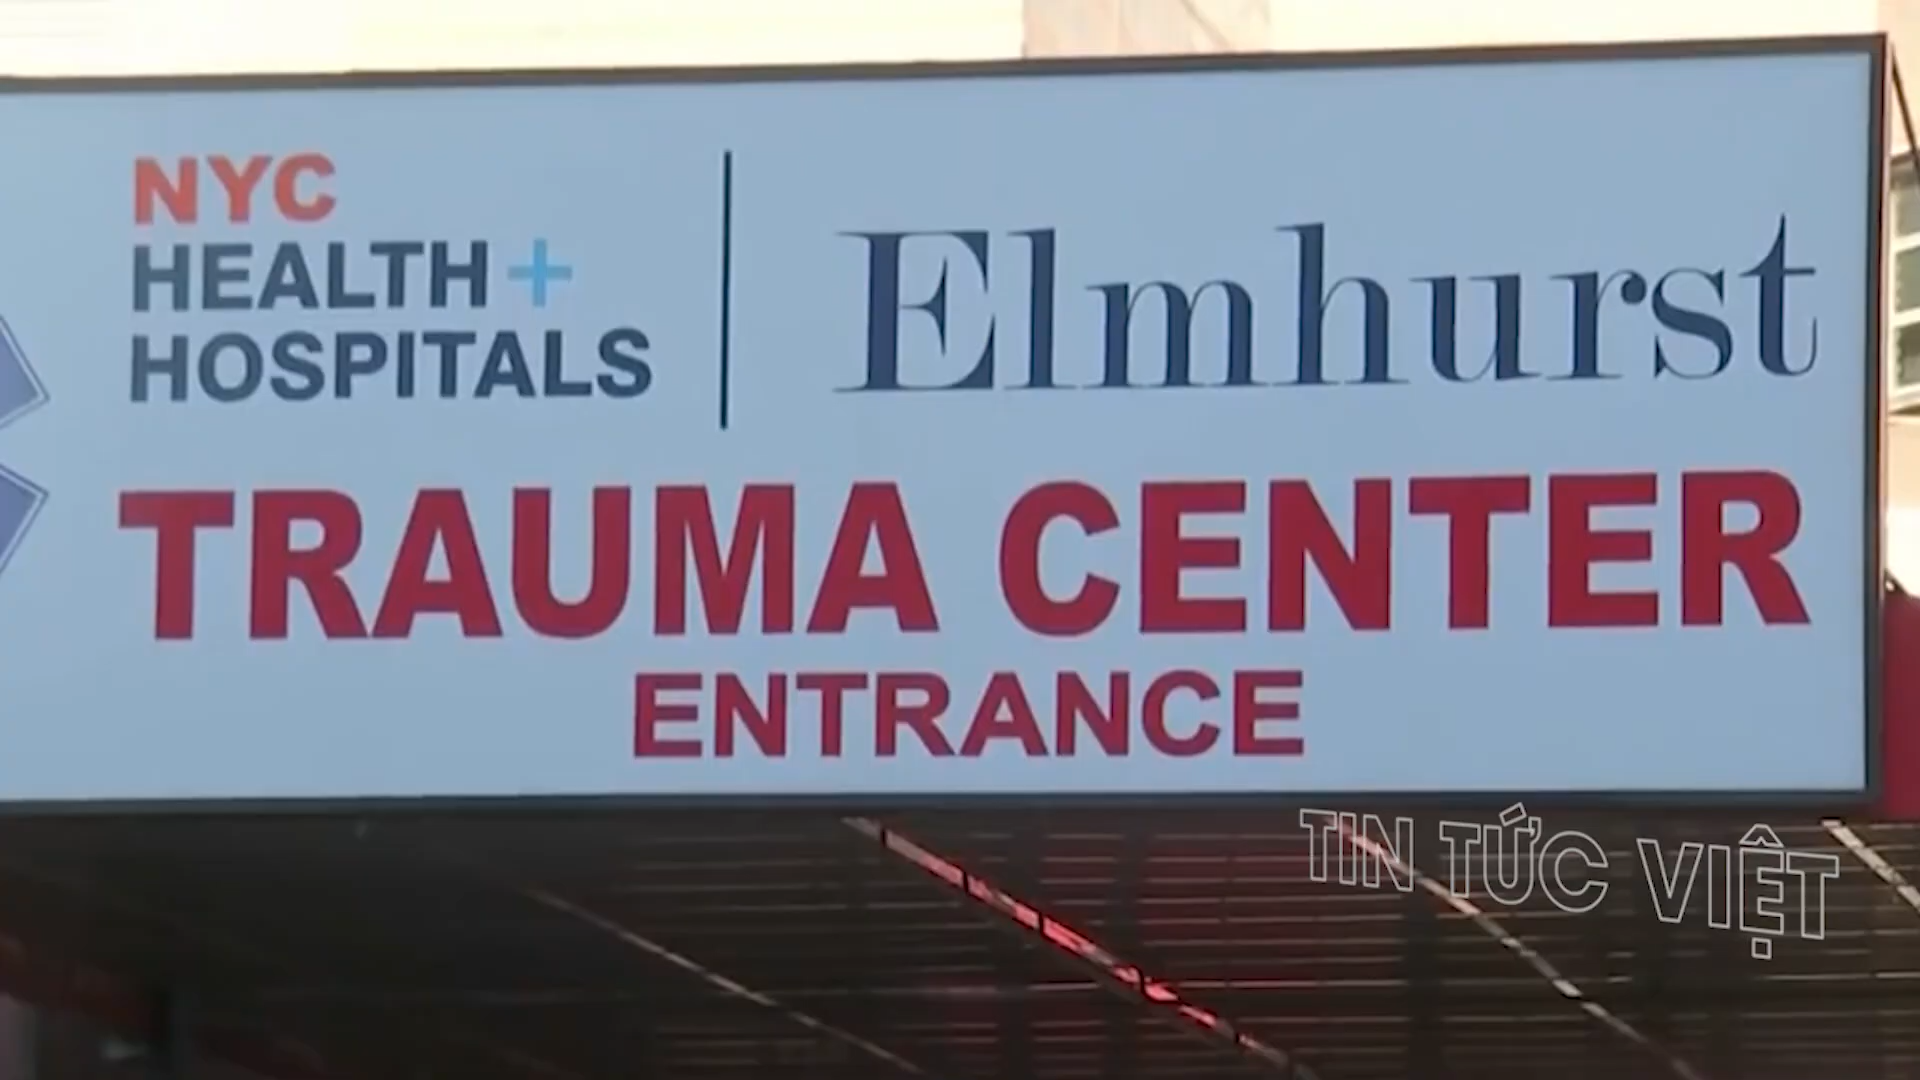 NYC
HEALTH+
HOSPITALS
Elmhurst
TRAUMA CENTER
ENTRANCE
TIN TỨC VIỆT